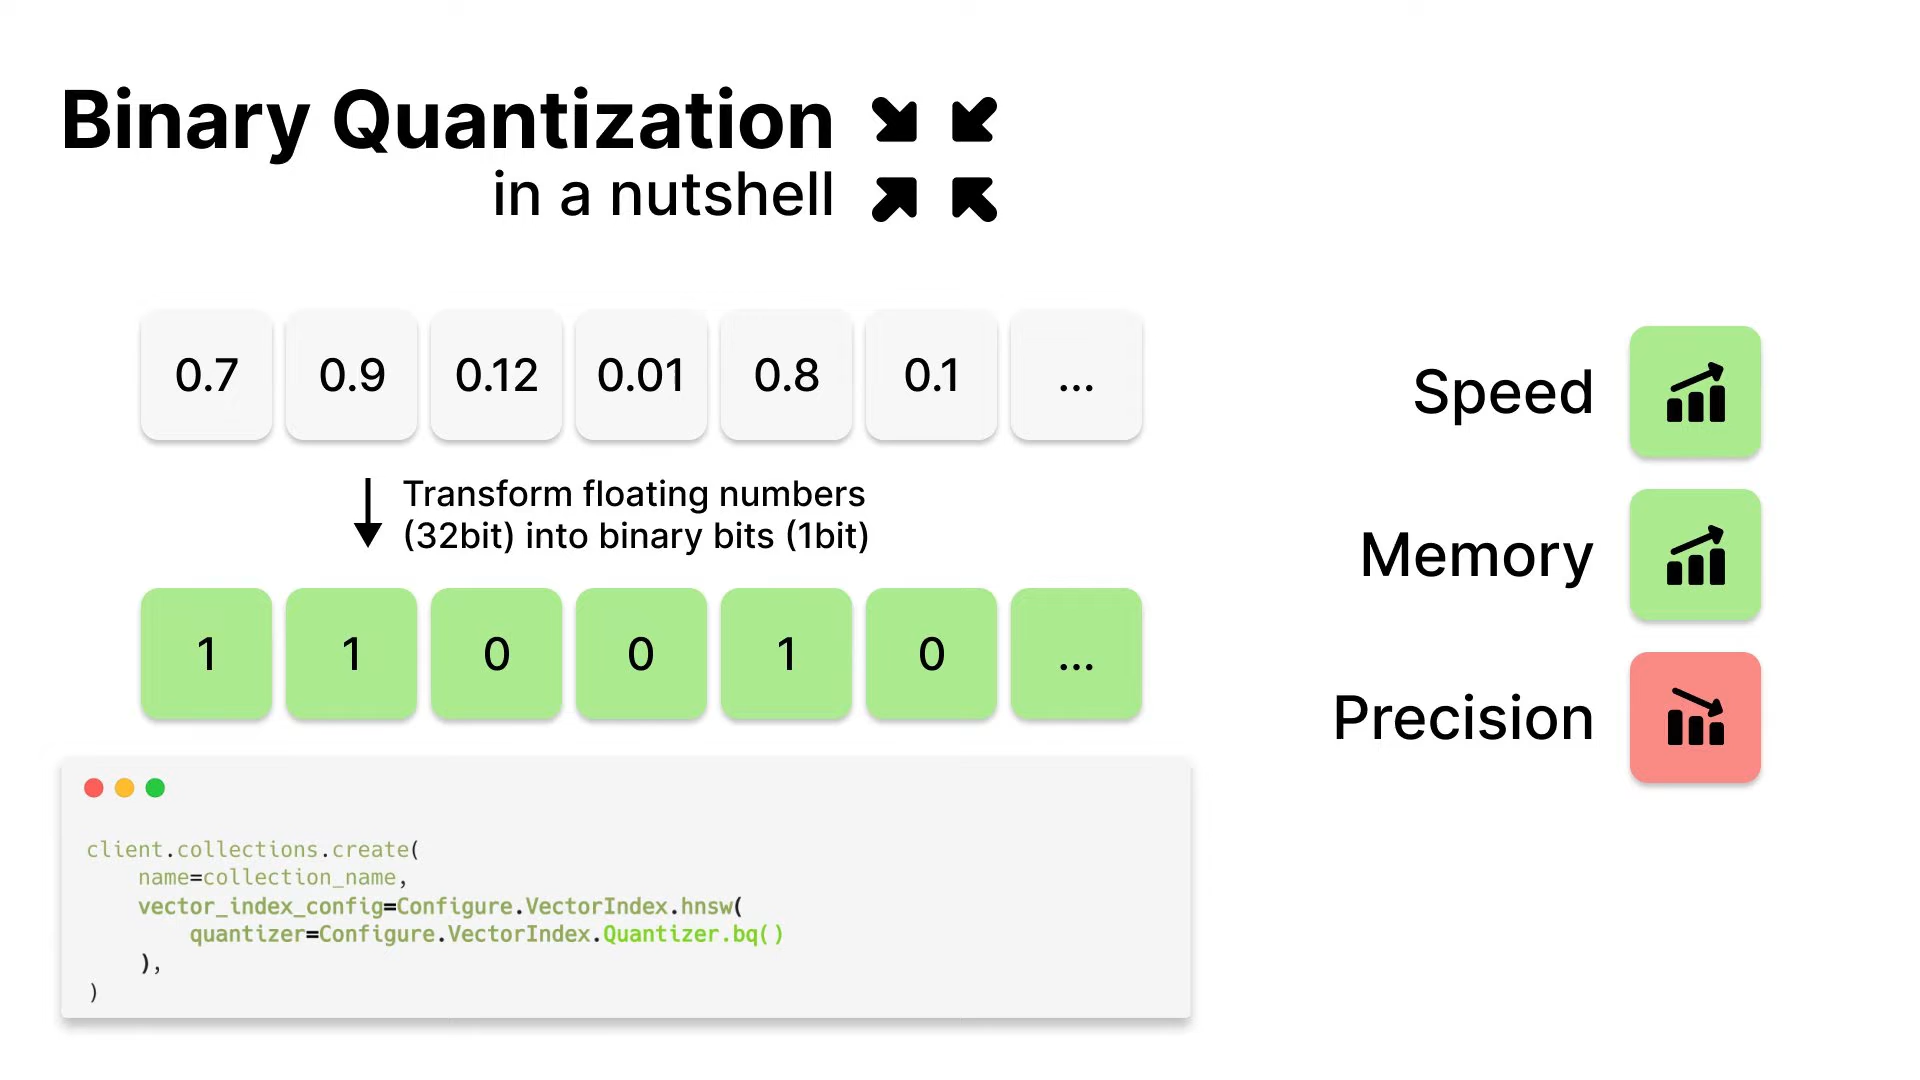 Binary Quantization
in a nutshell
0.7 0.9 0.12 0.01 0.8 0.1 ...
Transform floating numbers
(32bit) into binary bits (1bit)
1 1 0 0 1 0 ...
client.collections.create(
    name=collection_name,
    vector_index_config=Configure.VectorIndex.hnsw(
        quantizer=Configure.VectorIndex.Quantizer.bq()
    ),
)
Speed
Memory
Precision